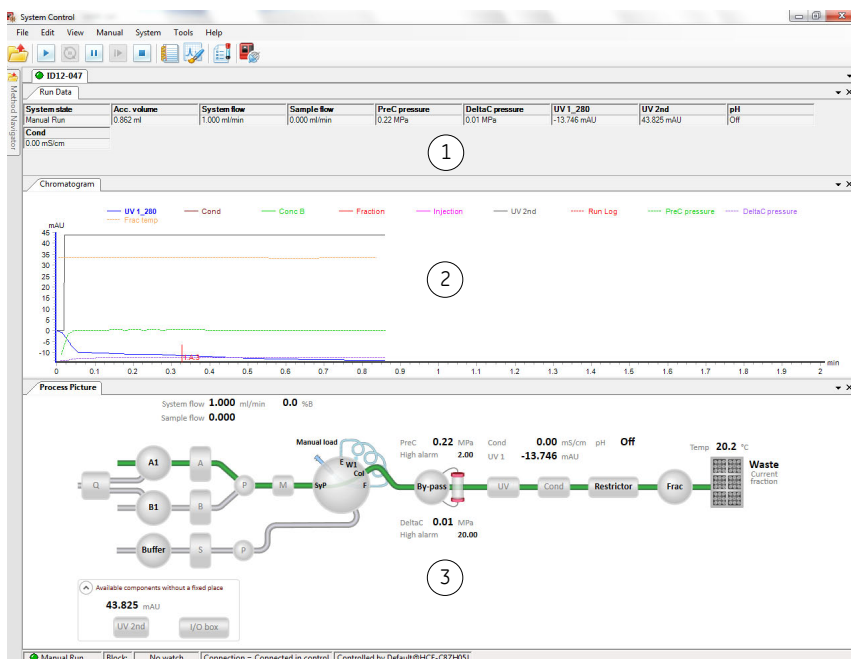 System Control
File Edit View Manual System Tools Help
ID12-047
Method Navigator
Run Data
System state Acc. volume System flow Sample flow PreC pressure DeltaC pressure UV 1_280 UV 2nd pH
Manual Run 0.862 ml 1.000 ml/min 0.000 ml/min 0.22 MPa 0.01 MPa -13.746 mAU 43.825 mAU Off
Cond
0.00 mS/cm
1
Chromatogram
UV 1_280 Cond Conc B Fraction Injection UV 2nd Run Log PreC pressure DeltaC pressure
Frac temp
mAU
45
40
35
30
25
20
15
10
5
0
-5
-10
2
1.A.3
0 0.1 0.2 0.3 0.4 0.5 0.6 0.7 0.8 0.9 1 1.1 1.2 1.3 1.4 1.5 1.6 1.7 1.8 1.9 2 min
Process Picture
System flow 1.000 ml/min 0.0 %B
Sample flow 0.000
Manual load PreC 0.22 MPa Cond 0.00 mS/cm pH Off Temp 20.2 °C
High alarm 2.00 UV 1 -13.746 mAU
A1 A E W1 Col Waste
Current
fraction
Q P M SyP F By-pass UV Cond Restrictor Frac
B1 B
DeltaC 0.01 MPa
High alarm 20.00
Buffer S P
3
Available components without a fixed place
43.825 mAU
UV 2nd I/O box
Manual Run Block: No watch Connection = Connected in control